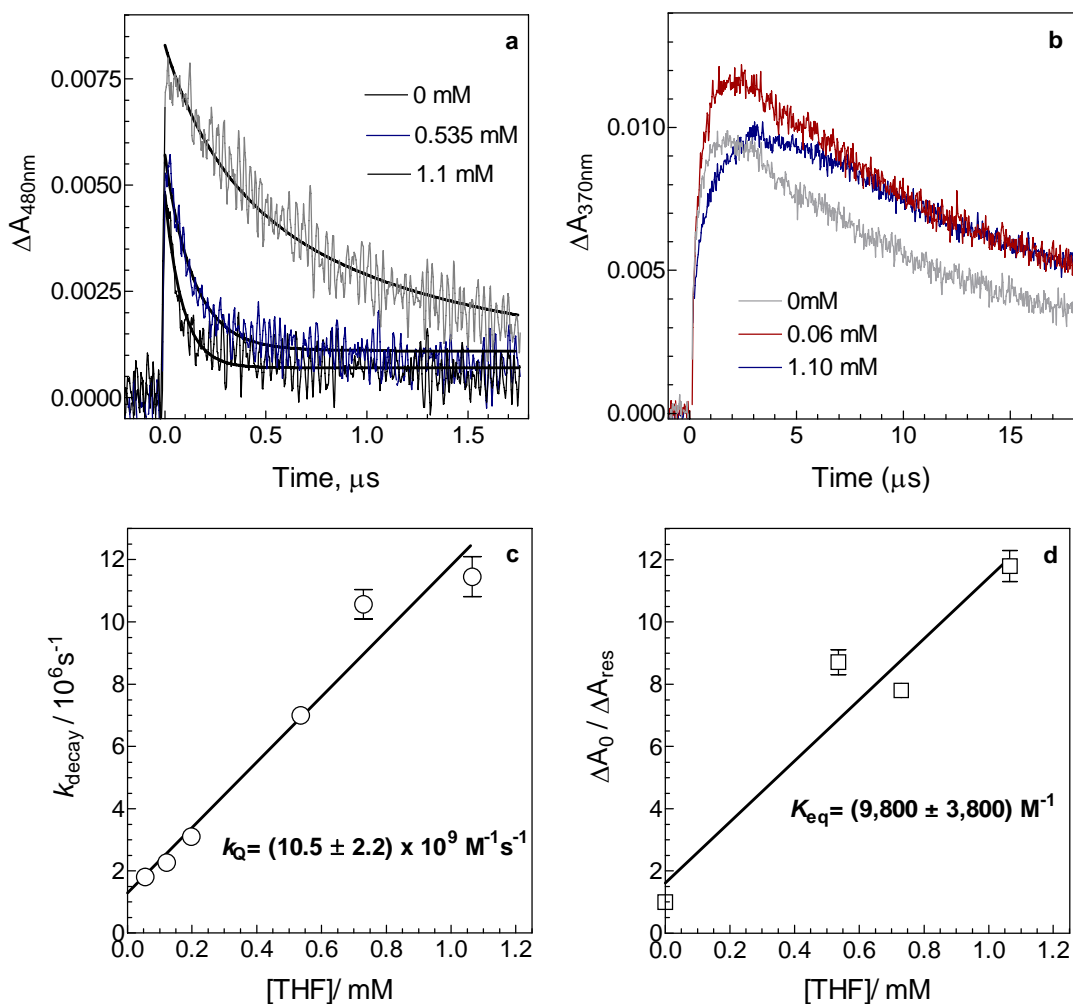 a
ΔA480nm
0.0075
0.0050
0.0025
0.0000
0 mM
0.535 mM
1.1 mM
0.0 0.5 1.0 1.5
Time, μs
b
ΔA370nm
0.010
0.005
0.000
0mM
0.06 mM
1.10 mM
0 5 10 15
Time (μs)
c
kdecay / 10⁶s⁻¹
12
10
8
6
4
2
0
kQ= (10.5 ± 2.2) x 10⁹ M⁻¹s⁻¹
0.0 0.2 0.4 0.6 0.8 1.0 1.2
[THF]/ mM
d
ΔA0 / ΔAres
12
10
8
6
4
2
0
Keq= (9,800 ± 3,800) M⁻¹
0.0 0.2 0.4 0.6 0.8 1.0 1.2
[THF]/ mM